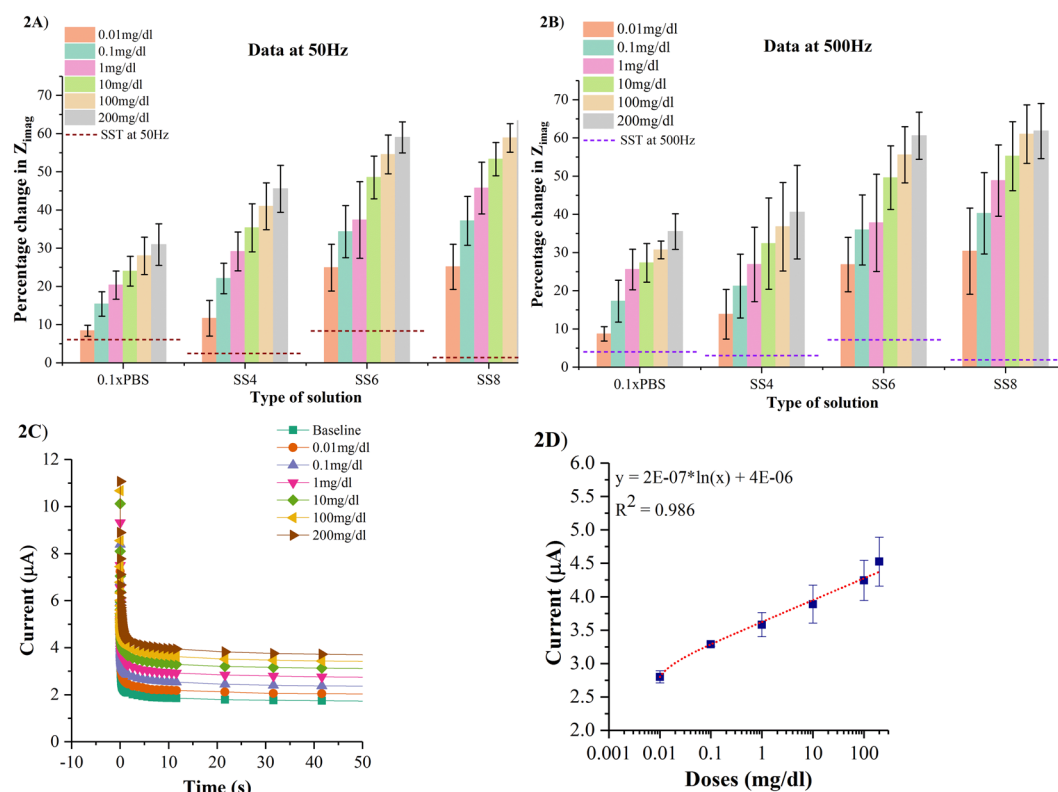 2A)
0.01mg/dl
0.1mg/dl
1mg/dl
10mg/dl
100mg/dl
200mg/dl
SST at 50Hz
Data at 50Hz
Percentage change in Zimag
75
70
60
50
40
30
20
10
0
0.1xPBS SS4 SS6 SS8
Type of solution
2B)
0.01mg/dl
0.1mg/dl
1mg/dl
10mg/dl
100mg/dl
200mg/dl
SST at 500Hz
Data at 500Hz
Percentage change in Zimag
70
60
50
40
30
20
10
0
0.1xPBS SS4 SS6 SS8
Type of solution
2C)
Baseline
0.01mg/dl
0.1mg/dl
1mg/dl
10mg/dl
100mg/dl
200mg/dl
Current (μA)
12
10
8
6
4
2
0
-10 0 10 20 30 40 50
Time (s)
2D)
y = 2E-07*ln(x) + 4E-06
R2 = 0.986
Current (μA)
6.0
5.5
5.0
4.5
4.0
3.5
3.0
2.5
2.0
0.001 0.01 0.1 1 10 100
Doses (mg/dl)